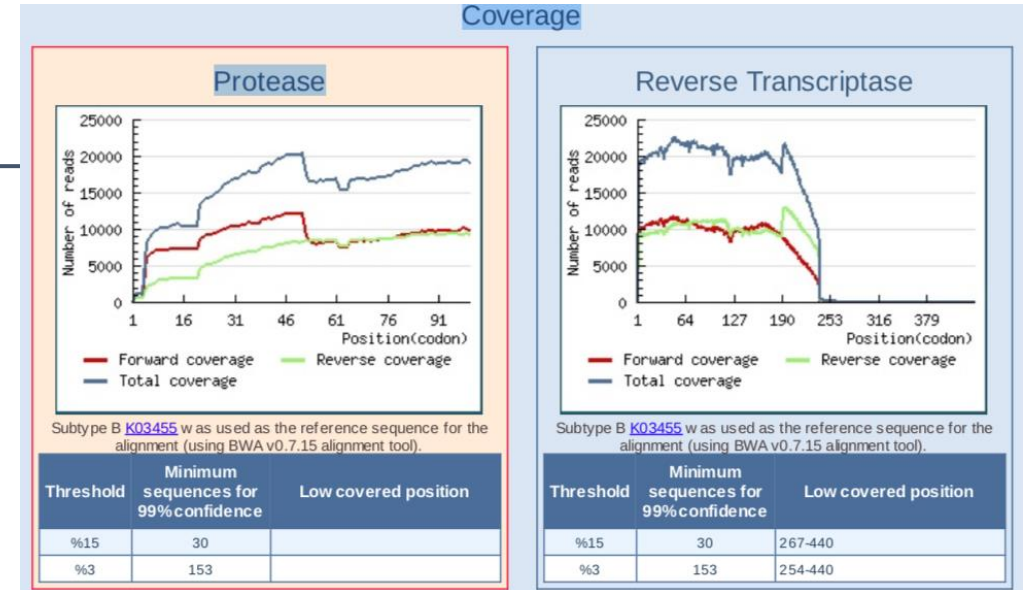 Coverage
Protease
25000
20000
15000
10000
5000
0
Number of reads
1 16 31 46 61 76 91
Position(codon)
Forward coverage Reverse coverage
Total coverage
Subtype B K03455 w as used as the reference sequence for the
alignment (using BWA v0.7.15 alignment tool).
Threshold Minimum sequences for 99% confidence Low covered position
%15 30
%3 153
Reverse Transcriptase
25000
20000
15000
10000
5000
0
Number of reads
1 64 127 190 253 316 379
Position(codon)
Forward coverage Reverse coverage
Total coverage
Subtype B K03455 w as used as the reference sequence for the
alignment (using BWA v0.7.15 alignment tool).
Threshold Minimum sequences for 99% confidence Low covered position
%15 30 267-440
%3 153 254-440